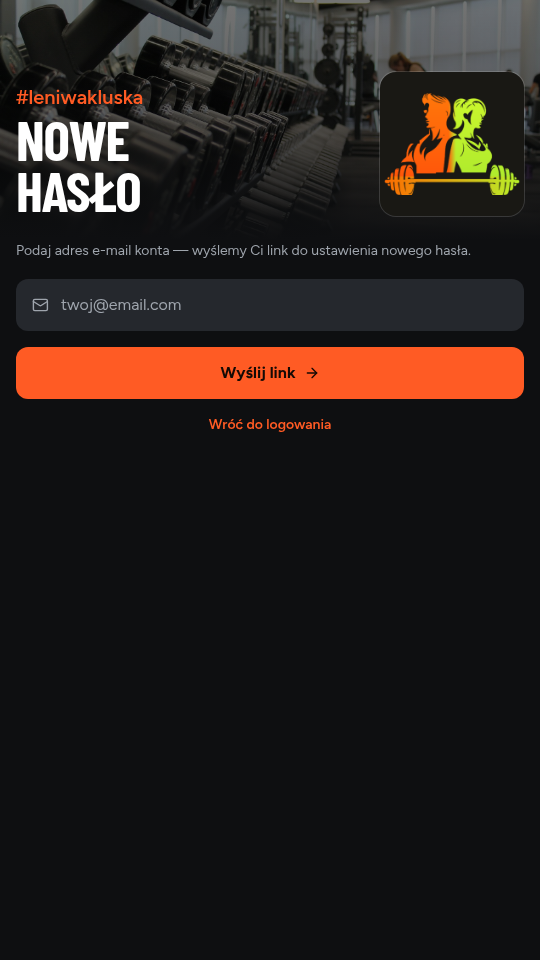 #leniwakluska
NOWE
HASŁO
Podaj adres e-mail konta — wyślemy Ci link do ustawienia nowego hasła.
twoj@email.com
Wyślij link →
Wróć do logowania